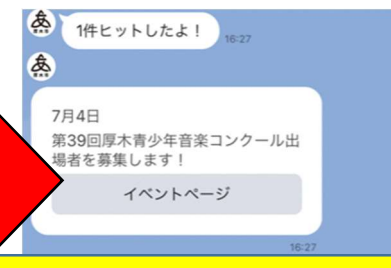 1件ヒットしたよ！
16:27
7月4日
第39回厚木青少年音楽コンクール出
場者を募集します！
イベントページ
16:27